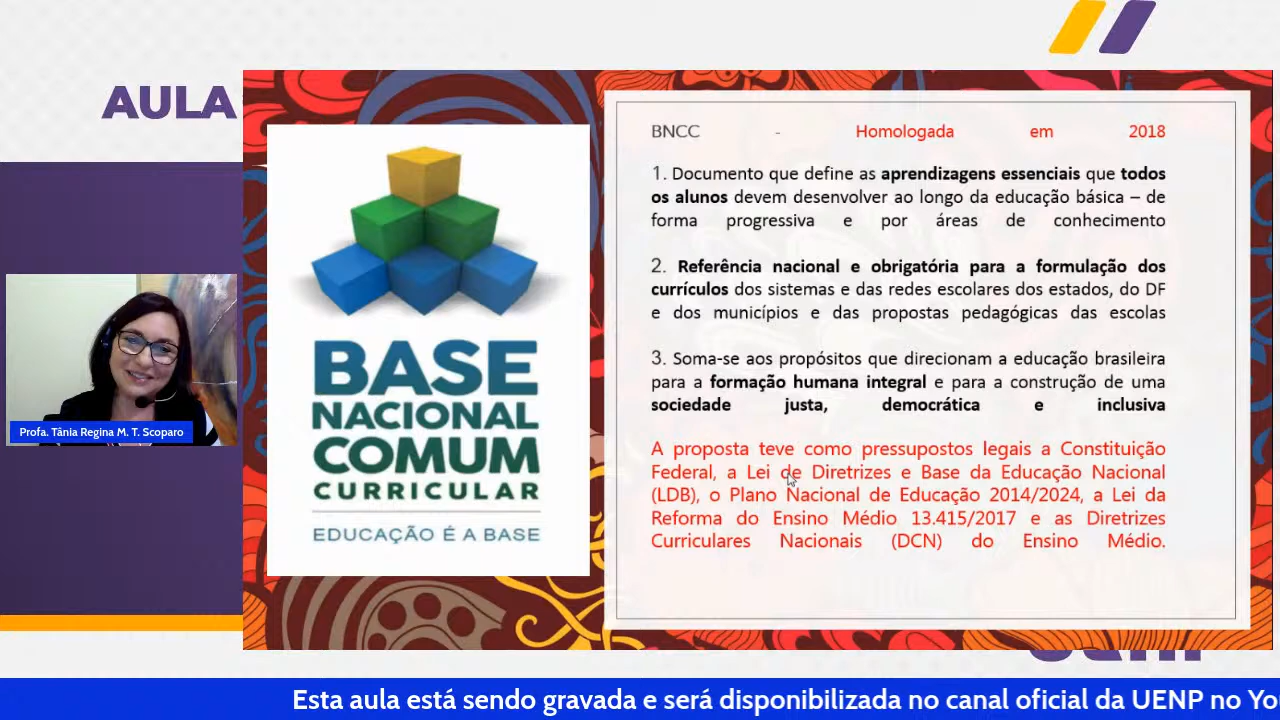 AULA
BASE
NACIONAL
COMUM
CURRICULAR
EDUCAÇÃO É A BASE
BNCC - Homologada em 2018
1. Documento que define as aprendizagens essenciais que todos
os alunos devem desenvolver ao longo da educação básica – de
forma progressiva e por áreas de conhecimento
2. Referência nacional e obrigatória para a formulação dos
currículos dos sistemas e das redes escolares dos estados, do DF
e dos municípios e das propostas pedagógicas das escolas
3. Soma-se aos propósitos que direcionam a educação brasileira
para a formação humana integral e para a construção de uma
sociedade justa, democrática e inclusiva
A proposta teve como pressupostos legais a Constituição
Federal, a Lei de Diretrizes e Base da Educação Nacional
(LDB), o Plano Nacional de Educação 2014/2024, a Lei da
Reforma do Ensino Médio 13.415/2017 e as Diretrizes
Curriculares Nacionais (DCN) do Ensino Médio.
Profa. Tânia Regina M. T. Scoparo
Esta aula está sendo gravada e será disponibilizada no canal oficial da UENP no Yo